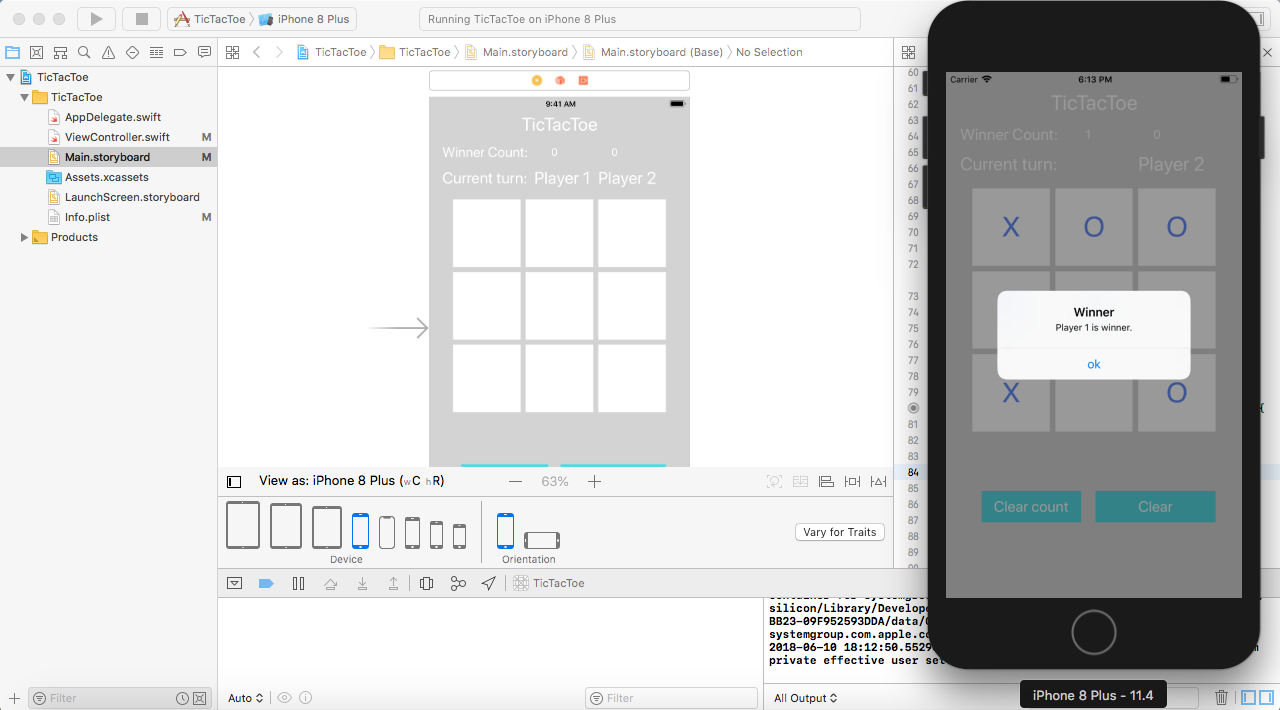 TicTacToe
iPhone 8 Plus
Running TicTacToe on iPhone 8 Plus
TicTacToe
TicTacToe
Main.storyboard
Main.storyboard (Base)
No Selection
TicTacToe
TicTacToe
AppDelegate.swift
ViewController.swift M
Main.storyboard M
Assets.xcassets
LaunchScreen.storyboard
Info.plist M
Products
9:41 AM
TicTacToe
Winner Count: 0 0
Current turn: Player 1 Player 2
View as: iPhone 8 Plus (wC hR)
63%
Device
Orientation
Vary for Traits
60
61
62
63
64
65
66
67
68
69
70
71
72
73
74
75
76
77
78
79
{
81
82
83
84
85
86
87
88
89
Carrier 6:13 PM
TicTacToe
Winner Count: 1 0
Current turn: Player 2
X O O
Winner
Player 1 is winner.
ok
X O
Clear count
Clear
TicTacToe
silicon/Library/Develope
BB23-09F952593DDA/data/
systemgroup.com.apple.co
2018-06-10 18:12:50.5529
private effective user set
Filter
Auto
Filter
All Output
iPhone 8 Plus - 11.4